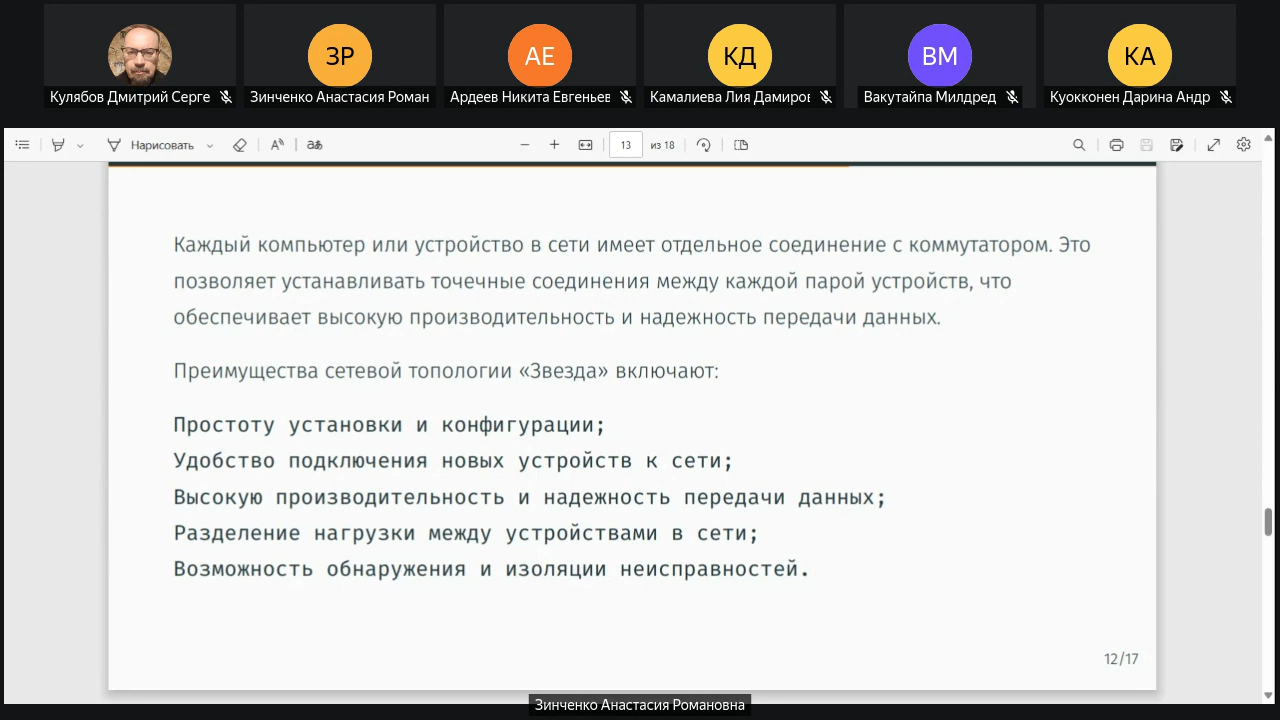 ЗР
АЕ
КД
ВМ
КА
Кулябов Дмитрий Серге
Зинченко Анастасия Роман
Ардеев Никита Евгеньев
Камалиева Лия Дамиров
Вакутайпа Милдред
Куокконен Дарина Андр
Нарисовать
13
из 18
Каждый компьютер или устройство в сети имеет отдельное соединение с коммутатором. Это
позволяет устанавливать точечные соединения между каждой парой устройств, что
обеспечивает высокую производительность и надежность передачи данных.
Преимущества сетевой топологии «Звезда» включают:
Простоту установки и конфигурации;
Удобство подключения новых устройств к сети;
Высокую производительность и надежность передачи данных;
Разделение нагрузки между устройствами в сети;
Возможность обнаружения и изоляции неисправностей.
12/17
Зинченко Анастасия Романовна